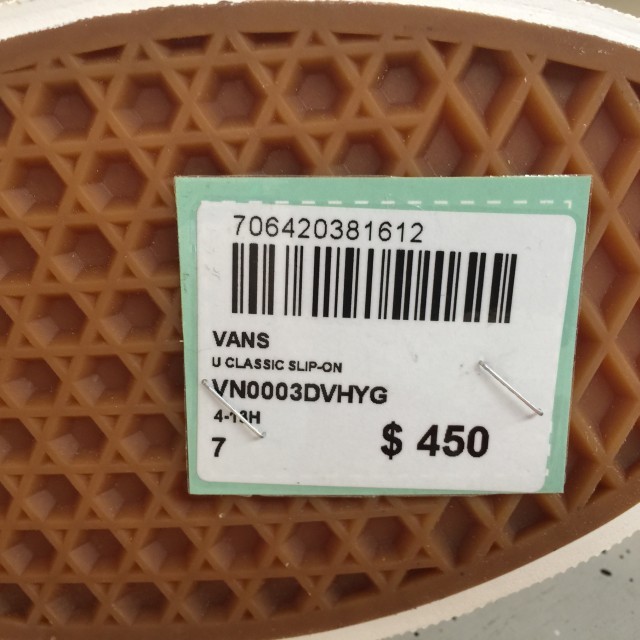 706420381612
VANS
U CLASSIC SLIP-ON
VN0003DVHYG
4-13H
7
$ 450